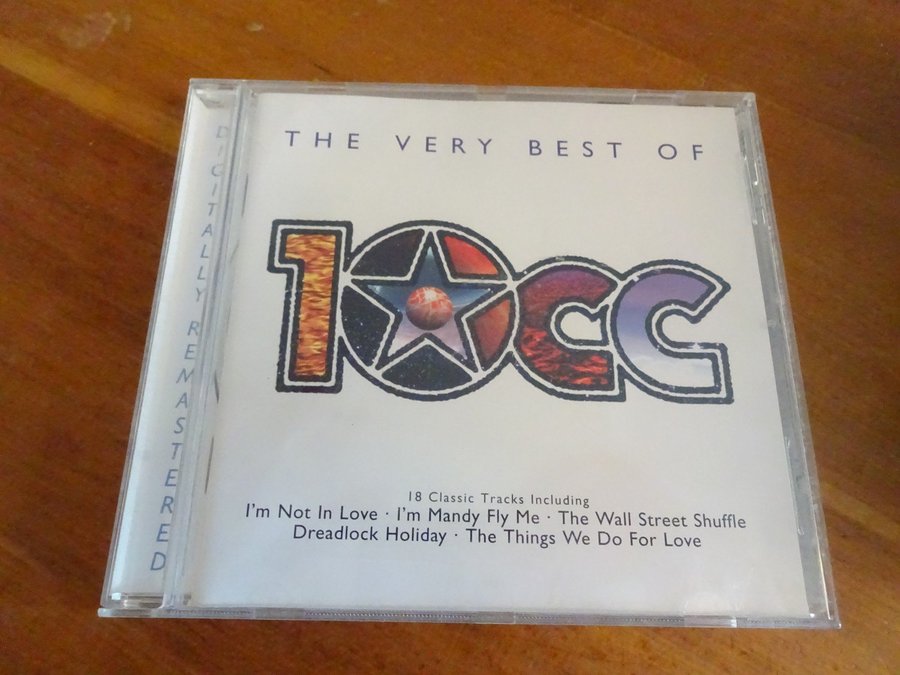 DIGITALLY REMASTERED
THE VERY BEST OF
10cc
18 Classic Tracks Including
I'm Not In Love · I'm Mandy Fly Me · The Wall Street Shuffle
Dreadlock Holiday · The Things We Do For Love